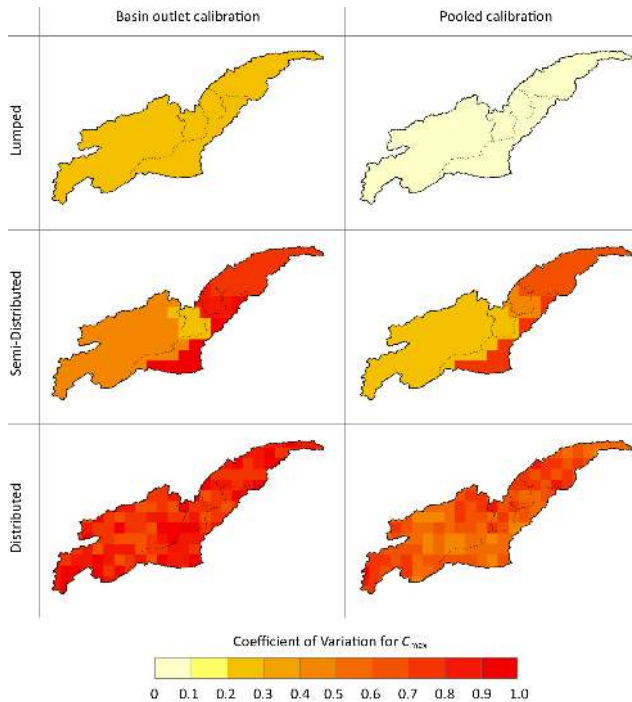 Basin outlet calibration
Pooled calibration
Lumped
Semi-Distributed
Distributed
Coefficient of Variation for Cmax
0 0.1 0.2 0.3 0.4 0.5 0.6 0.7 0.8 0.9 1.0